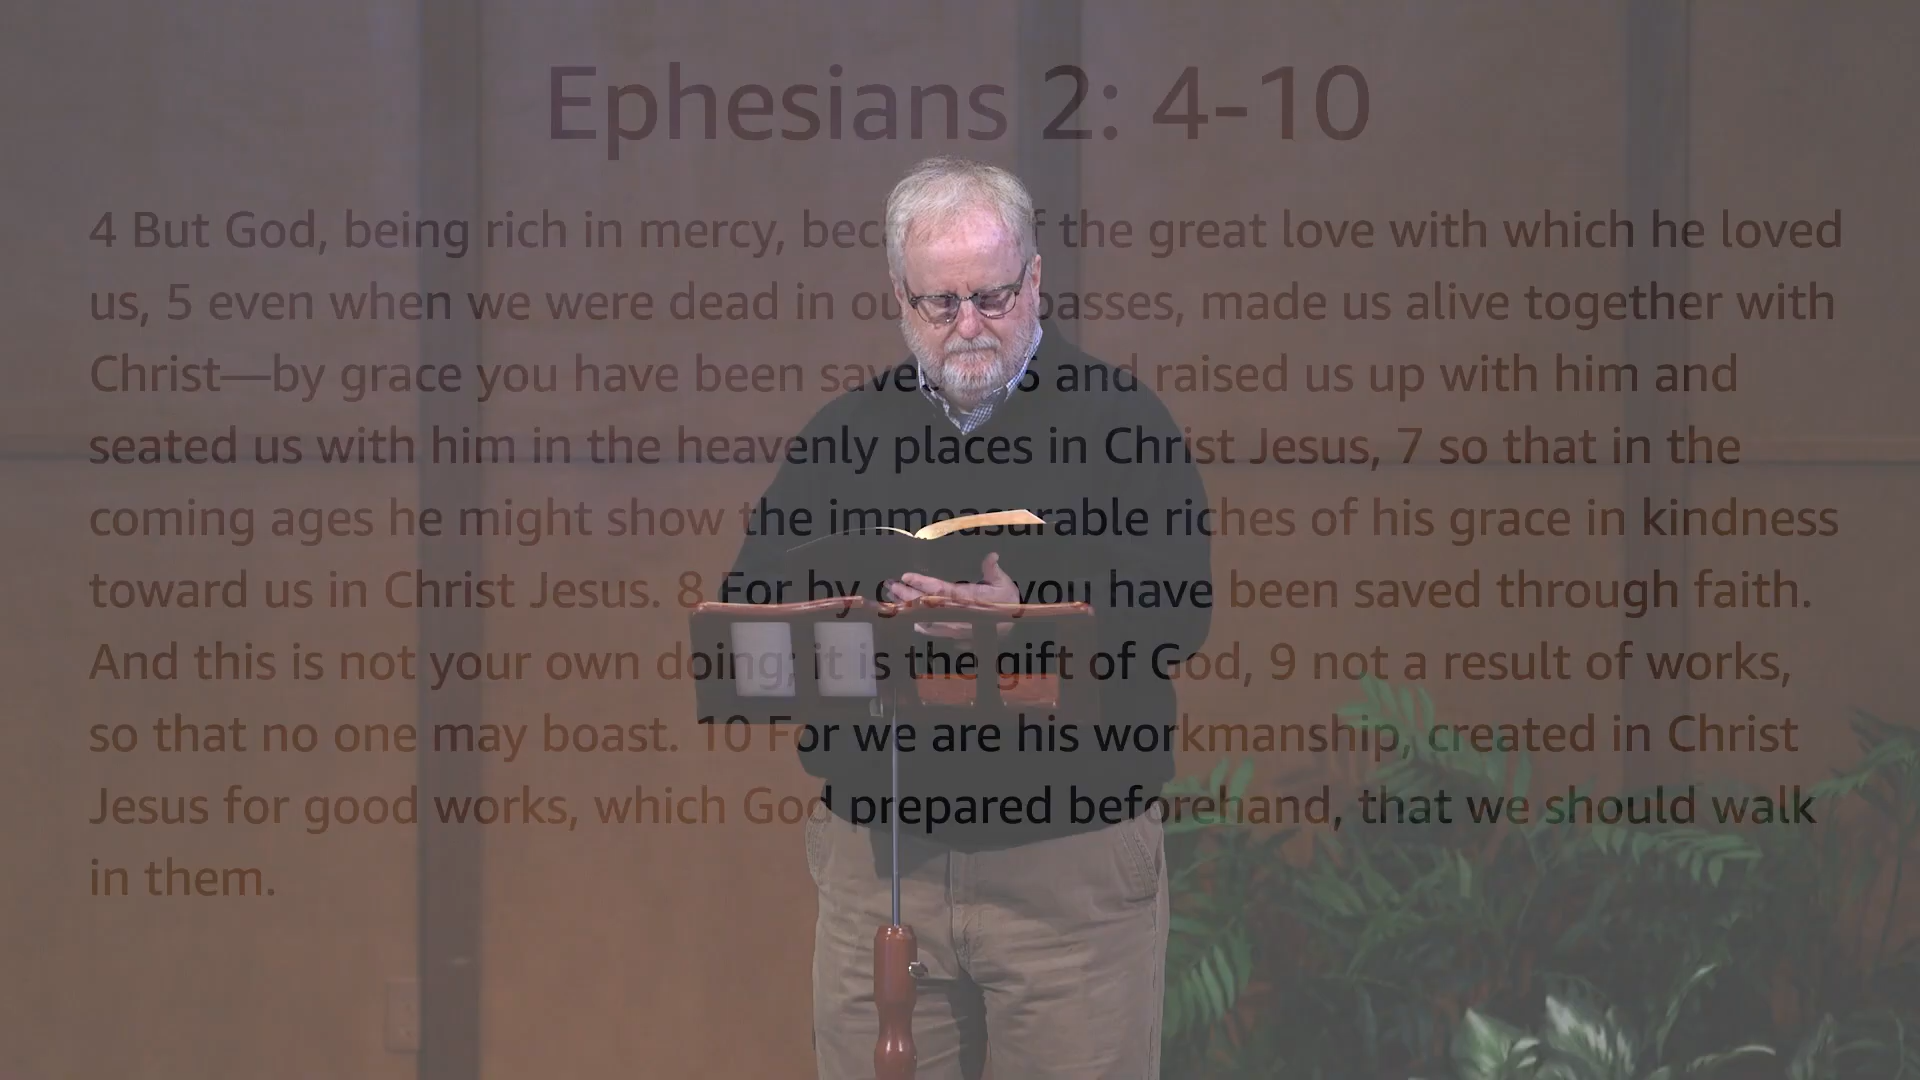 Ephesians 2: 4-10
4 But God, being rich in mercy, the great love with which he loved
us, 5 even when we were dead in made us alive together with
Christ—by grace you have been saved 6 and raised us up with him and
seated us with him in the heavenly places in Christ Jesus, 7 so that in the
coming ages he might show the immeasurable riches of his grace in kindness
toward us in Christ Jesus. 8 For by you have been saved through faith.
And this is not your own doing; it is the gift of God, 9 not a result of works,
so that no one may boast. 10 For we are his workmanship, created in Christ
Jesus for good works, which God prepared beforehand, that we should walk
in them.